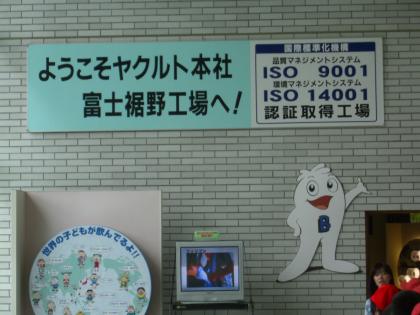 ようこそヤクルト本社
富士裾野工場へ!
国際標準化機構
品質マネジメントシステム
ISO 9001
環境マネジメントシステム
ISO 14001
認証取得工場
世界の子どもが飲んでるよ!!
B